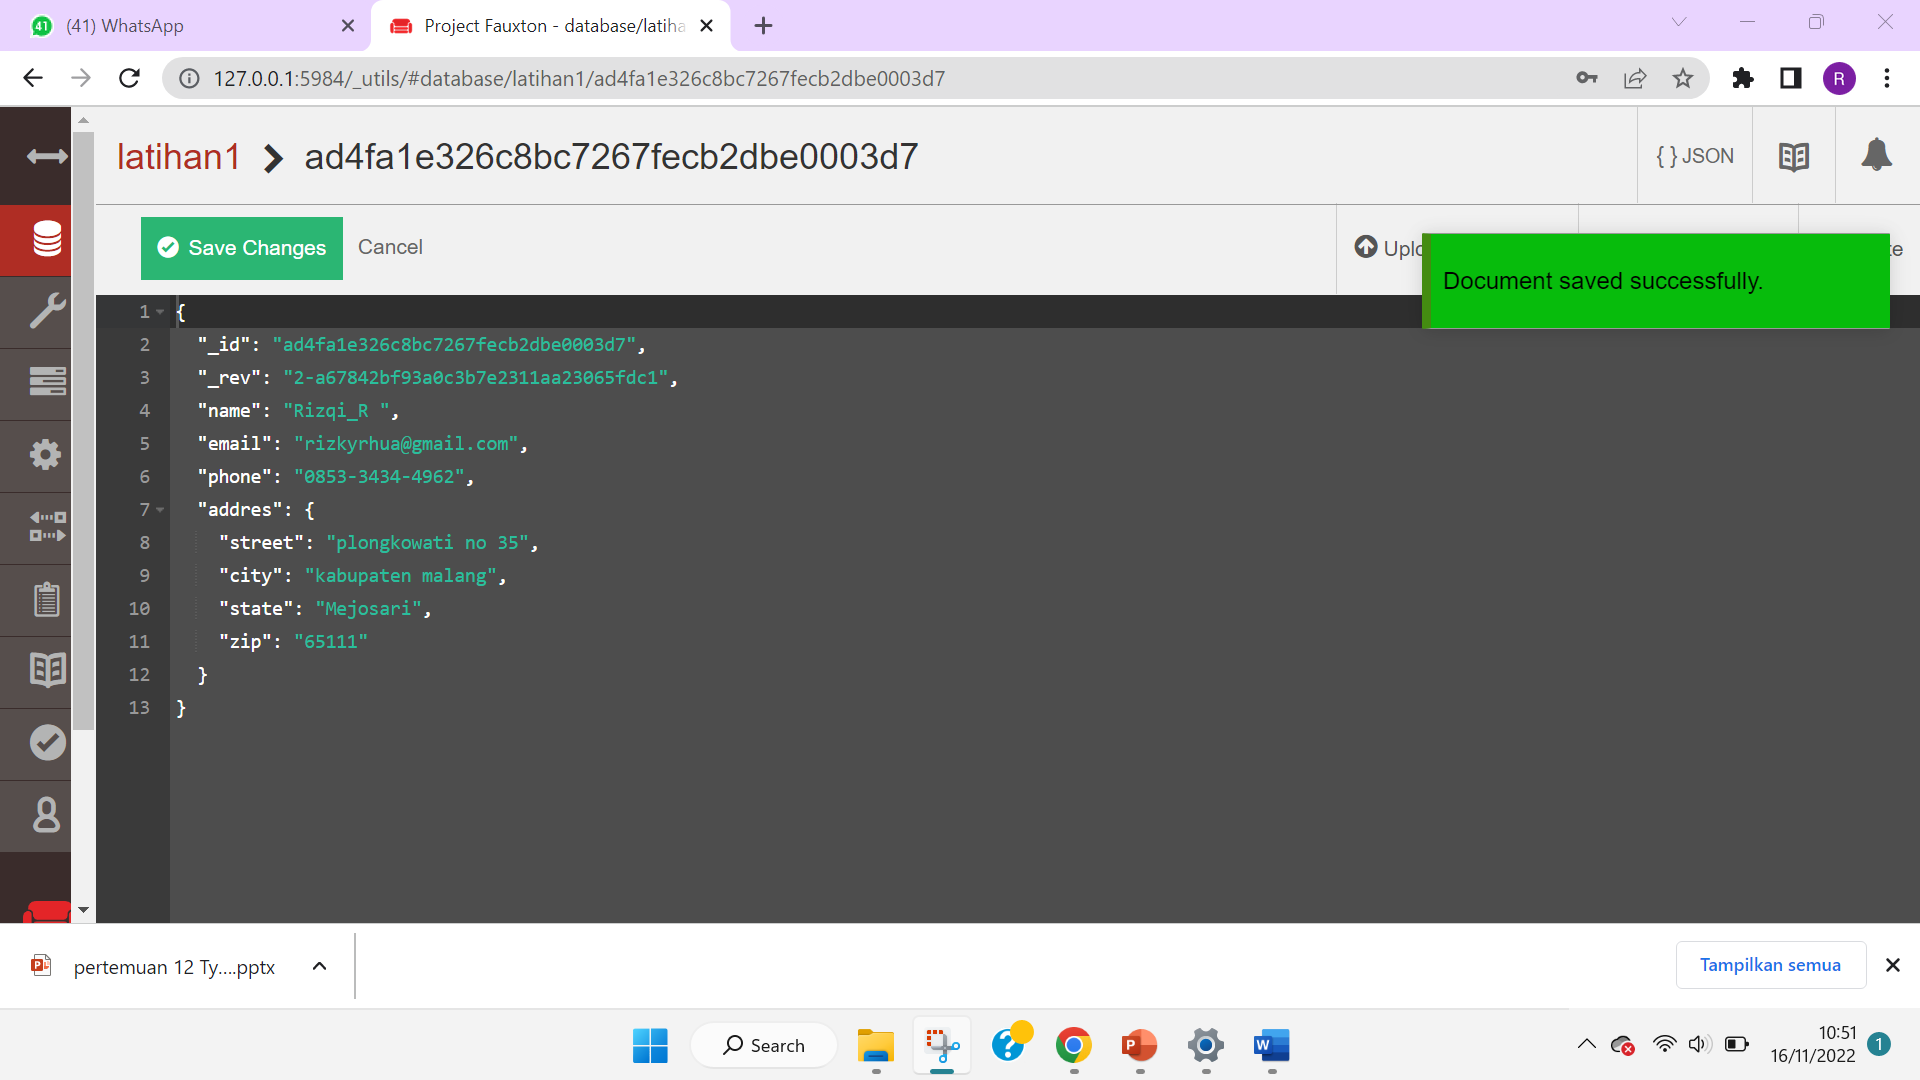 (41) WhatsApp
Project Fauxton - database/latiha
127.0.0.1:5984/_utils/#database/latihan1/ad4fa1e326c8bc7267fecb2dbe0003d7
R
latihan1 > ad4fa1e326c8bc7267fecb2dbe0003d7
{ } JSON
Save Changes
Cancel
Uplo
e
Document saved successfully.
1 {
2 "_id": "ad4fa1e326c8bc7267fecb2dbe0003d7",
3 "_rev": "2-a67842bf93a0c3b7e2311aa23065fdc1",
4 "name": "Rizqi_R ",
5 "email": "rizkyrhua@gmail.com",
6 "phone": "0853-3434-4962",
7 "addres": {
8 "street": "plongkowati no 35",
9 "city": "kabupaten malang",
10 "state": "Mejosari",
11 "zip": "65111"
12 }
13 }
pertemuan 12 Ty....pptx
Tampilkan semua
Search
10:51
16/11/2022
1